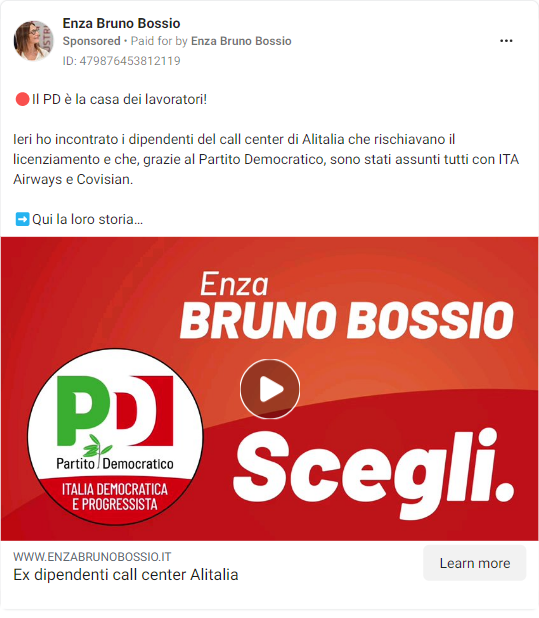 Enza Bruno Bossio
Sponsored • Paid for by Enza Bruno Bossio
ID: 479876453812119
🔴Il PD è la casa dei lavoratori!
Ieri ho incontrato i dipendenti del call center di Alitalia che rischiavano il
licenziamento e che, grazie al Partito Democratico, sono stati assunti tutti con ITA
Airways e Covisian.
➡️Qui la loro storia...
Enza
BRUNO BOSSIO
PD
Partito Democratico
ITALIA DEMOCRATICA
E PROGRESSISTA
Scegli.
WWW.ENZABRUNOBOSSIO.IT
Ex dipendenti call center Alitalia
Learn more